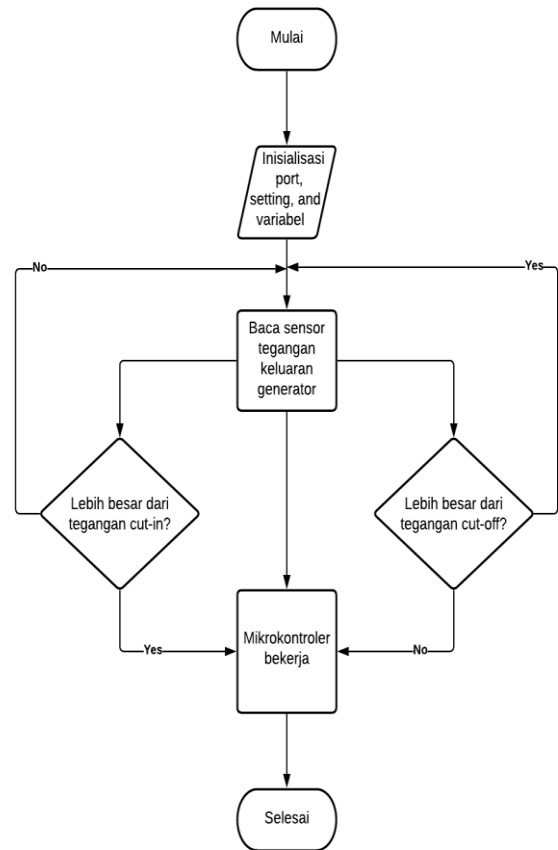 Mulai
Inisialisasi
port,
setting, and
variabel
No
Yes
Baca sensor
tegangan
keluaran
generator
Lebih besar dari
tegangan cut-in?
Lebih besar dari
tegangan cut-off?
Mikrokontroler
bekerja
Yes
No
Selesai